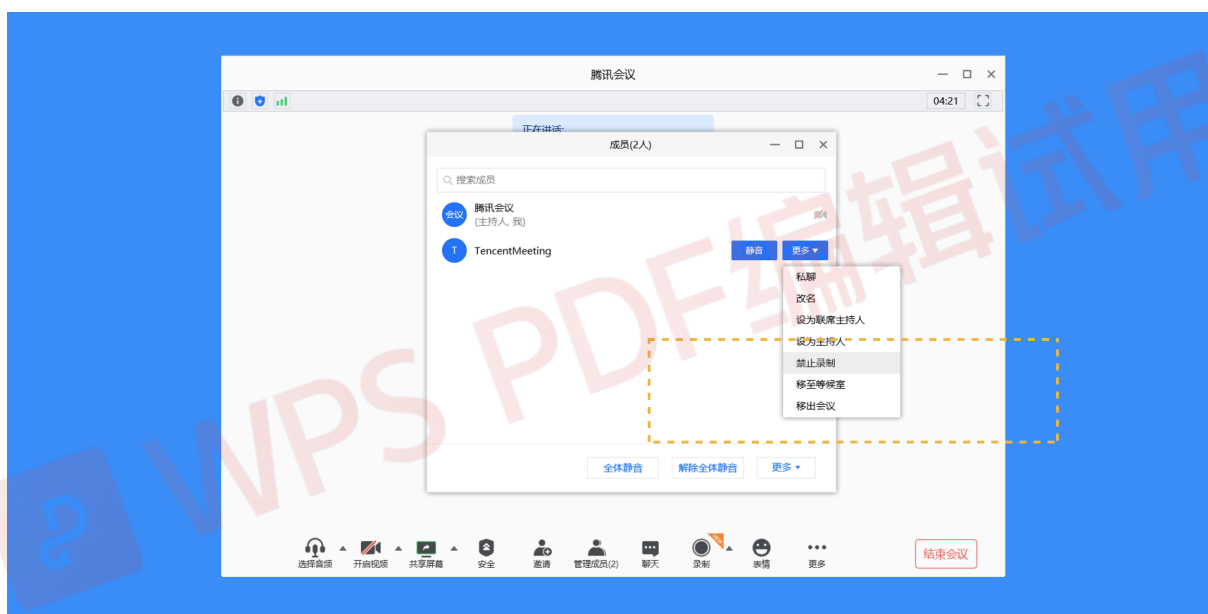 腾讯会议
04:21
正在讲话:
成员(2人)
搜索成员
会议
腾讯会议
(主持人, 我)
T
TencentMeeting
静音
更多
私聊
改名
设为联席主持人
设为主持人
禁止录制
移至等候室
移出会议
全体静音
解除全体静音
更多
选择音频
开启视频
共享屏幕
安全
邀请
管理成员(2)
聊天
录制
表情
更多
结束会议
WPS PDF编辑试用